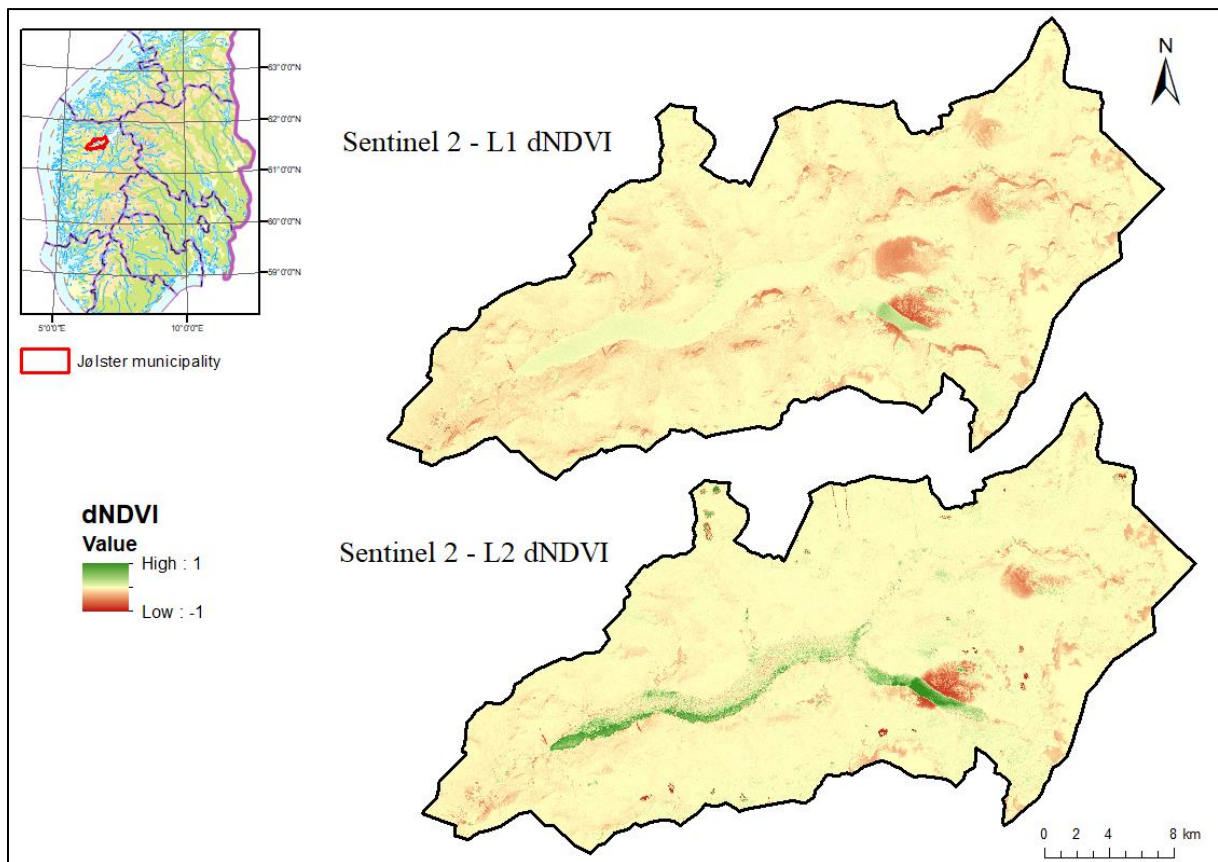 63°0'0"N
62°0'0"N
61°0'0"N
60°0'0"N
59°0'0"N
5°0'0"E
10°0'0"E
Jølster municipality
N
Sentinel 2 - L1 dNDVI
dNDVI
Value
High : 1
Low : -1
Sentinel 2 - L2 dNDVI
0 2 4 8 km